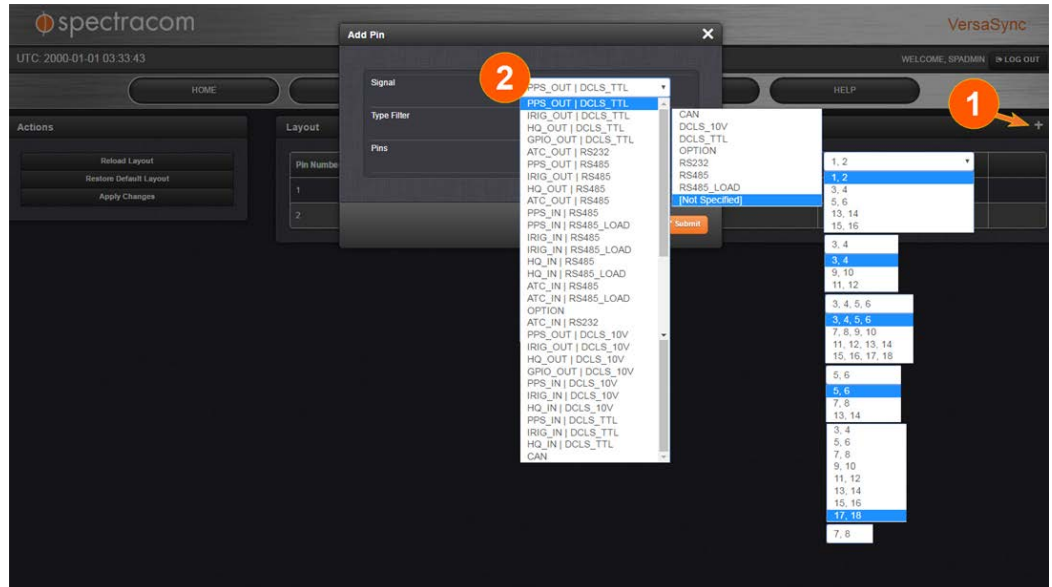 spectracom
VersaSync
UTC: 2000-01-01 03:33:43
WELCOME, SPADMIN
LOG OUT
HOME
HELP
Actions
Reload Layout
Restore Default Layout
Apply Changes
Layout
Pin Numbe
1
2
1
+
Add Pin
X
2
Signal
Type Filter
Pins
Submit
PPS_OUT | DCLS_TTL
PPS_OUT | DCLS_TTL
IRIG_OUT | DCLS_TTL
HQ_OUT | DCLS_TTL
GPIO_OUT | DCLS_TTL
ATC_OUT | RS232
PPS_OUT | RS485
IRIG_OUT | RS485
HQ_OUT | RS485
ATC_OUT | RS485
PPS_IN | RS485
PPS_IN | RS485_LOAD
IRIG_IN | RS485
IRIG_IN | RS485_LOAD
HQ_IN | RS485
HQ_IN | RS485_LOAD
ATC_IN | RS485
ATC_IN | RS485_LOAD
OPTION
ATC_IN | RS232
PPS_OUT | DCLS_10V
IRIG_OUT | DCLS_10V
HQ_OUT | DCLS_10V
GPIO_OUT | DCLS_10V
PPS_IN | DCLS_10V
IRIG_IN | DCLS_10V
HQ_IN | DCLS_10V
PPS_IN | DCLS_TTL
IRIG_IN | DCLS_TTL
HQ_IN | DCLS_TTL
CAN
CAN
DCLS_10V
DCLS_TTL
OPTION
RS232
RS485
RS485_LOAD
[Not Specified]
1, 2
1, 2
3, 4
5, 6
13, 14
15, 16
3, 4
3, 4
9, 10
11, 12
3, 4, 5, 6
3, 4, 5, 6
7, 8, 9, 10
11, 12, 13, 14
15, 16, 17, 18
5, 6
5, 6
7, 8
13, 14
3, 4
5, 6
7, 8
9, 10
11, 12
13, 14
15, 16
17, 18
7, 8